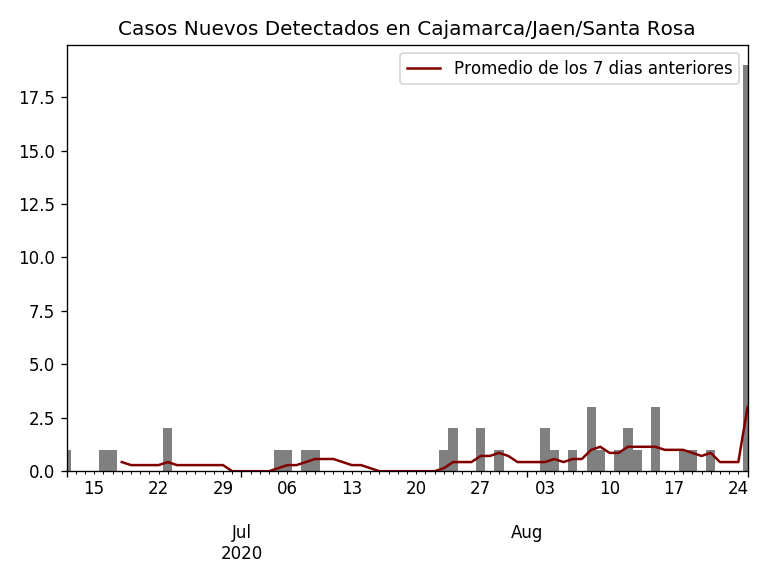 Casos Nuevos Detectados en Cajamarca/Jaen/Santa Rosa
Promedio de los 7 dias anteriores
17.5
15.0
12.5
10.0
7.5
5.0
2.5
0.0
15 22 29 06 13 20 27 03 10 17 24
Jul Aug
2020